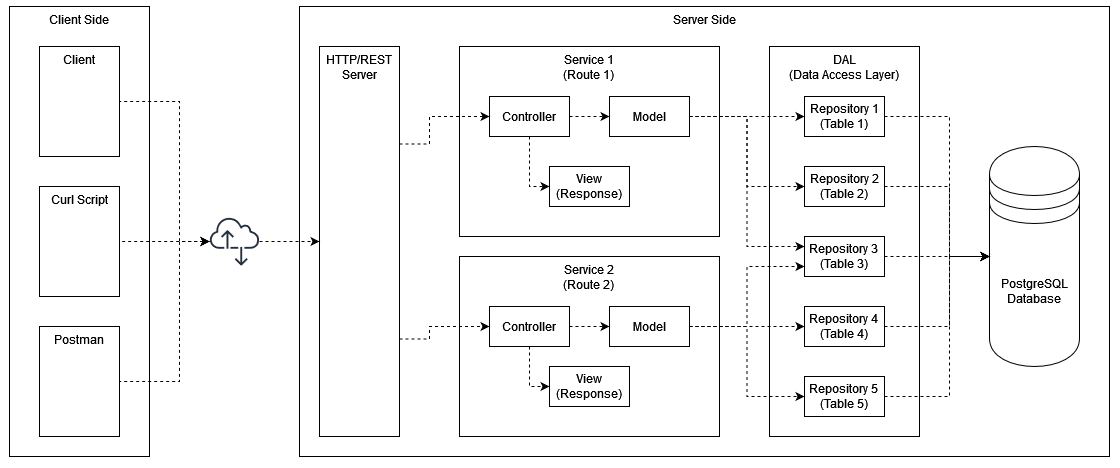 Client Side
Client
Curl Script
Postman
Server Side
HTTP/REST
Server
Service 1
(Route 1)
Controller
Model
View
(Response)
Service 2
(Route 2)
Controller
Model
View
(Response)
DAL
(Data Access Layer)
Repository 1
(Table 1)
Repository 2
(Table 2)
Repository 3
(Table 3)
Repository 4
(Table 4)
Repository 5
(Table 5)
PostgreSQL
Database